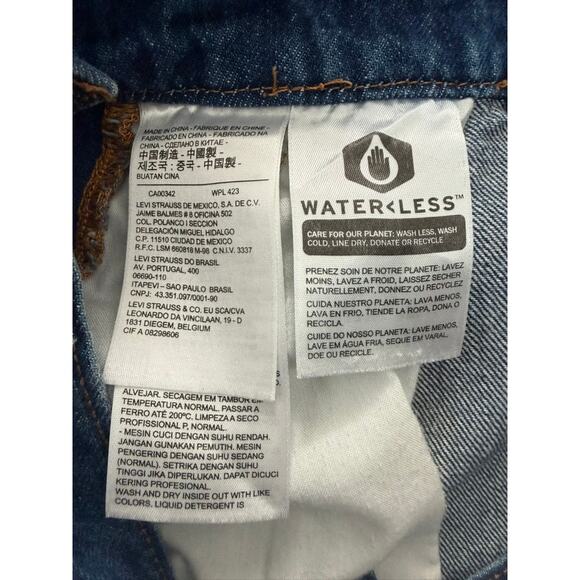 MADE IN CHINA - FABRIQUE EN CHINE -
FABRICADO EN CHINA - FABRICADO NA
CHINA - СДЕЛАНО В КИТАЕ -
中国制造 - 中國製 -
제조국 : 중국 - 中国製 -
BUATAN CINA
CA00342 WPL 423
LEVI STRAUSS DE MEXICO, S.A. DE C.V.
JAIME BALMES # 8 OFICINA 502
COL. POLANCO I SECCION
DELEGACIÓN MIGUEL HIDALGO
C.P. 11510 CIUDAD DE MEXICO
R.F.C. LSM 660818 M-98 C.N.I.V. 3337
LEVI STRAUSS DO BRASIL
AV. PORTUGAL, 400
06690-110
ITAPEVI – SAO PAULO BRASIL
CNPJ: 43.351.097/0001-90
LEVI STRAUSS & CO. EU SCA/CVA
LEONARDO DA VINCILAAN, 19 - D
1831 DIEGEM, BELGIUM
CIF A 08298606
ALVEJAR. SECAGEM EM TAMBOR EM
TEMPERATURA NORMAL. PASSAR A
FERRO ATÉ 200ºC. LIMPEZA A SECO
PROFISSIONAL P, NORMAL.
- MESIN CUCI DENGAN SUHU RENDAH.
JANGAN GUNAKAN PEMUTIH. MESIN
PENGERING DENGAN SUHU SEDANG
(NORMAL). SETRIKA DENGAN SUHU
TINGGI JIKA DIPERLUKAN. DAPAT DICUCI
KERING PROFESSIONAL
WASH AND DRY INSIDE OUT WITH LIKE
COLORS. LIQUID DETERGENT IS
WATER<LESS™
CARE FOR OUR PLANET: WASH LESS, WASH
COLD, LINE DRY, DONATE OR RECYCLE
PRENEZ SOIN DE NOTRE PLANETE: LAVEZ
MOINS, LAVEZ A FROID, LAISSEZ SECHER
NATURELLEMENT, DONNEZ OU RECYCLEZ
CUIDA NUESTRO PLANETA: LAVA MENOS,
LAVA EN FRIO, TIENDE LA ROPA, DONA O
RECICLA.
CUIDE DO NOSSO PLANETA: LAVE MENOS,
LAVE EM ÁGUA FRIA, SEQUE EM VARAL,
DOE OU RECICLE.